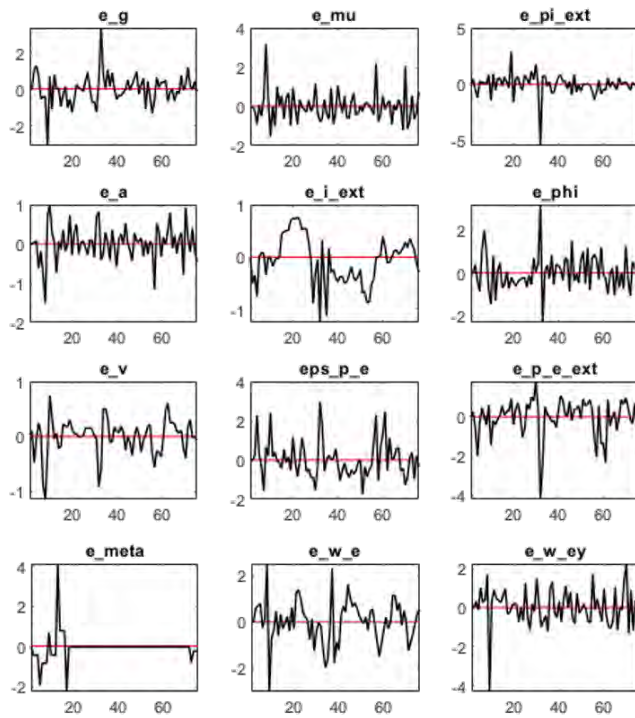 e_g e_mu e_pi_ext
2 4 5
0 2 0
-2 0 -5
-2
20 40 60 20 40 60 20 40 60
e_a e_i_ext e_phi
1 1 2
0 0 0
-1 -1 -2
-2
20 40 60 20 40 60 20 40 60
e_v eps_p_e e_p_e_ext
1 4 0
0 2 -2
-1 0 -4
-2
20 40 60 20 40 60 20 40 60
e_meta e_w_e e_w_ey
4 2 2
2 0 0
0 -2 -2
-2 -4
20 40 60 20 40 60 20 40 60